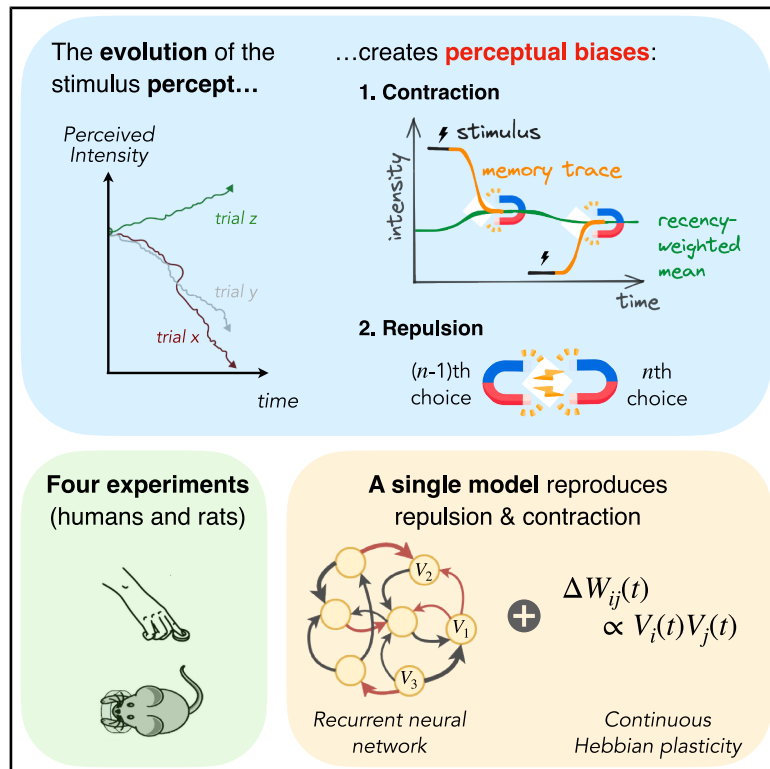 The evolution of the
stimulus percept…
Perceived
Intensity
trial z
trial y
trial x
time
…creates perceptual biases:
1. Contraction
stimulus
memory trace
intensity
recency-
weighted
mean
time
2. Repulsion
(n-1)th
choice
nth
choice
Four experiments
(humans and rats)
A single model reproduces
repulsion & contraction
V₂
V₁
V₃
+
ΔWᵢⱼ(t)
∝ Vᵢ(t)Vⱼ(t)
Recurrent neural
network
Continuous
Hebbian plasticity